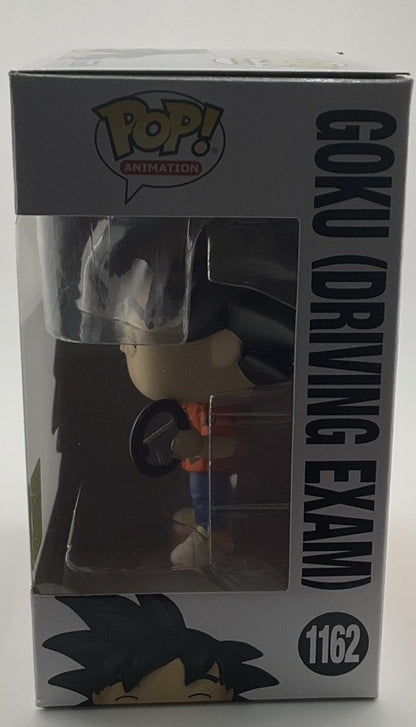 POP!
ANIMATION
GOKU (DRIVING EXAM)
1162